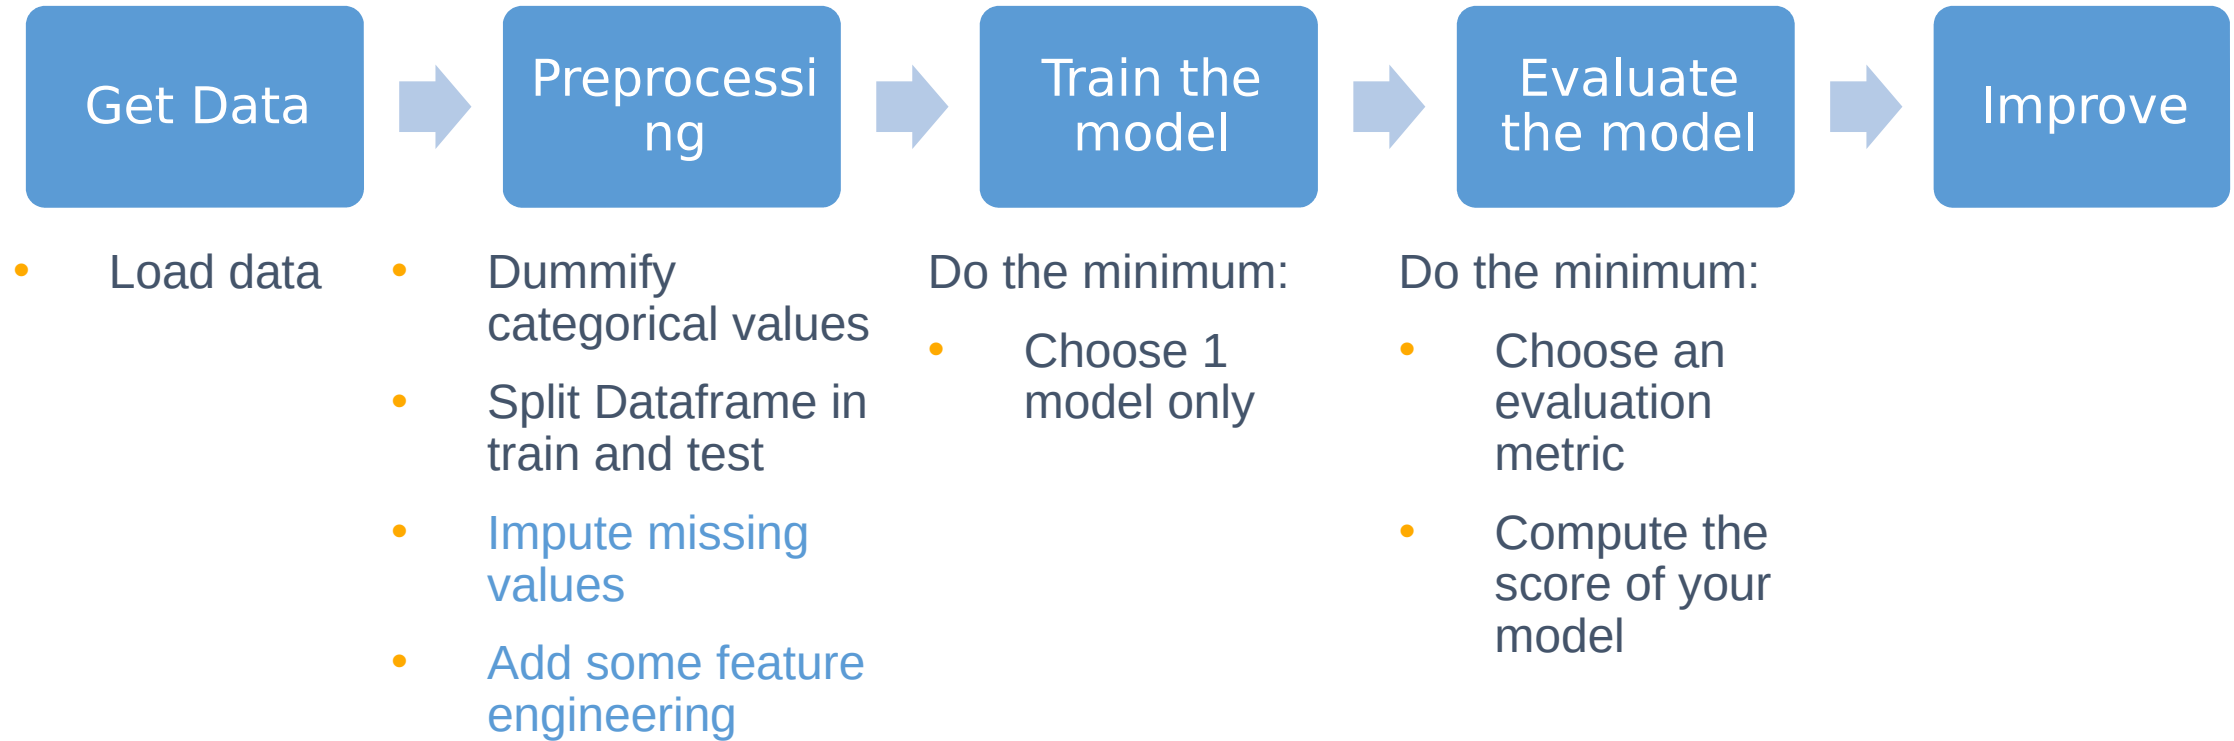 Get Data
Preprocessi
ng
Train the
model
Evaluate
the model
Improve
• Load data
• Dummify
categorical values
• Split Dataframe in
train and test
• Impute missing
values
• Add some feature
engineering
Do the minimum:
• Choose 1
model only
Do the minimum:
• Choose an
evaluation
metric
• Compute the
score of your
model